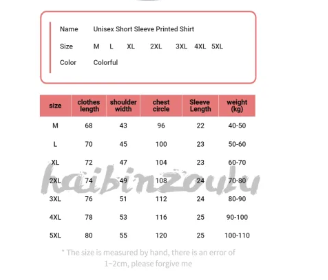 Name Unisex Short Sleeve Printed Shirt
Size M L XL 2XL 3XL 4XL 5XL
Color Colorful
size clothes length shoulder width chest circle Sleeve Length weight (kg)
M 68 43 96 22 40-50
L 70 45 100 23 50-60
XL 72 47 104 23 60-70
2XL 74 49 108 24 70-80
haibinzoulu
3XL 76 51 112 24 80-90
4XL 78 53 116 25 90-100
5XL 80 55 120 25 100-110
* The size is measured by hand, there is an error of
1~2cm, please forgive me